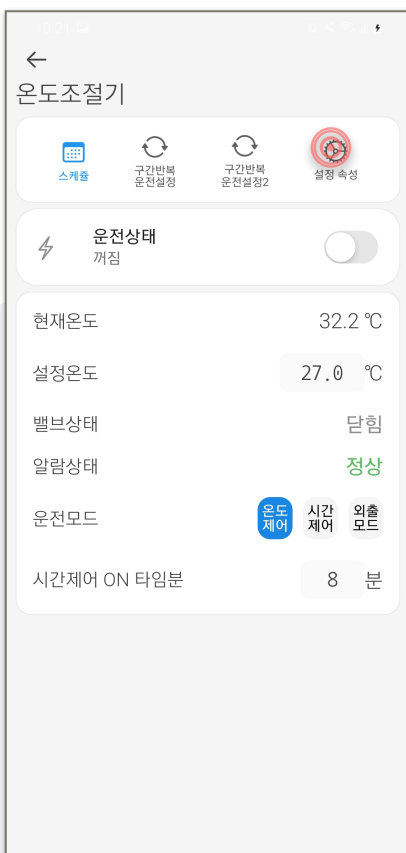 온도조절기
스케쥴
구간반복
운전설정
구간반복
운전설정2
설정 속성
운전상태
꺼짐
현재온도 32.2 ℃
설정온도 27.0 ℃
밸브상태 닫힘
알람상태 정상
운전모드 온도 제어 시간 제어 외출 모드
시간제어 ON 타임분 8 분